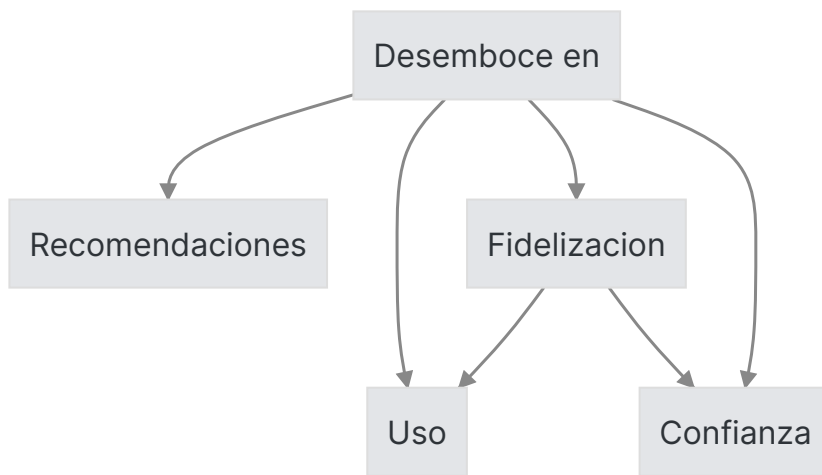 Desemboce en
Recomendaciones
Fidelizacion
Uso
Confianza